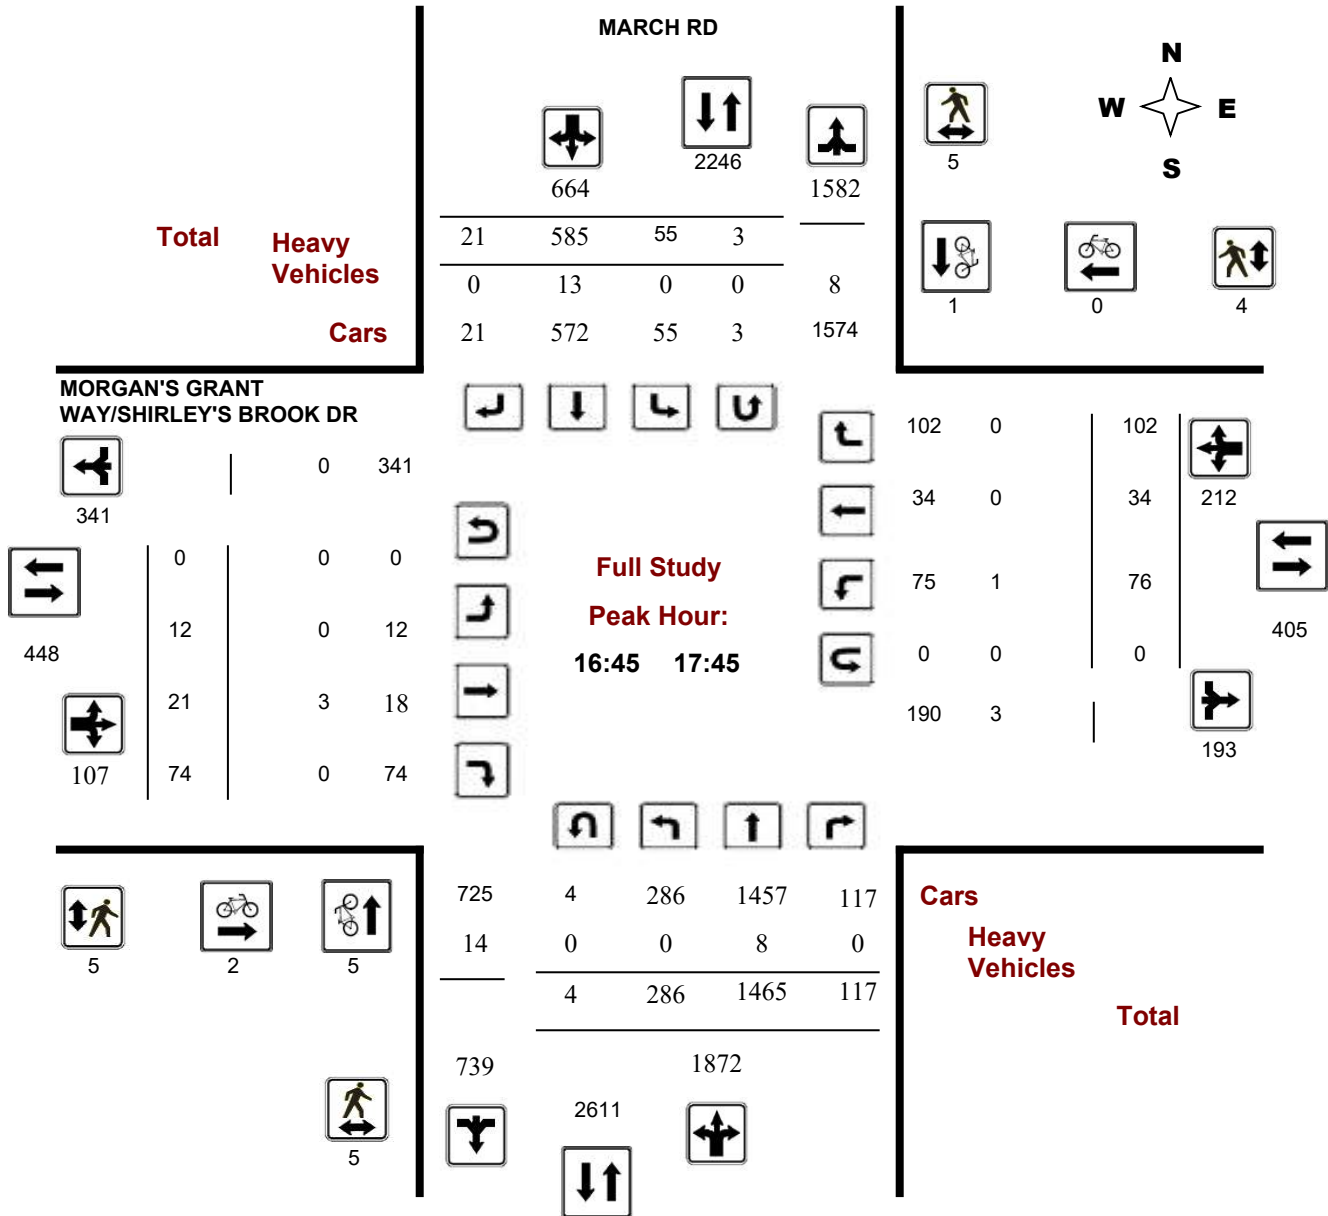 MARCH RD
N
W E
S
664
2246
1582
5
Total
Heavy
Vehicles
Cars
21 585 55 3
0 13 0 0 8
21 572 55 3 1574
1 0 4
MORGAN'S GRANT
WAY/SHIRLEY'S BROOK DR
0 341
341
0 0 0
12 0 12
448
21 3 18
107
74 0 74
Full Study
Peak Hour:
16:45 17:45
102 0 102
34 0 34
212
75 1 76
405
0 0 0
190 3
193
725 4 286 1457 117
14 0 0 8 0
4 286 1465 117
739 1872
2611
Cars
Heavy
Vehicles
Total
5 2 5
5